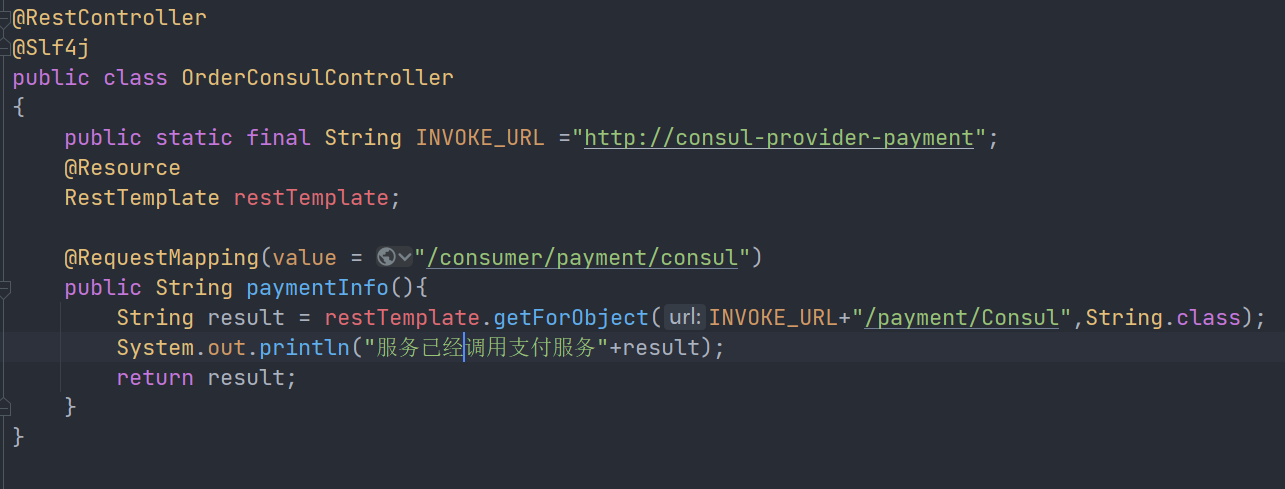 @RestController
@Slf4j
public class OrderConsulController
{
public static final String INVOKE_URL ="http://consul-provider-payment";
@Resource
RestTemplate restTemplate;
@RequestMapping(value = "/consumer/payment/consul")
public String paymentInfo(){
String result = restTemplate.getForObject( url: INVOKE_URL+"/payment/Consul",String.class);
System.out.println("服务已经调用支付服务"+result);
return result;
}
}